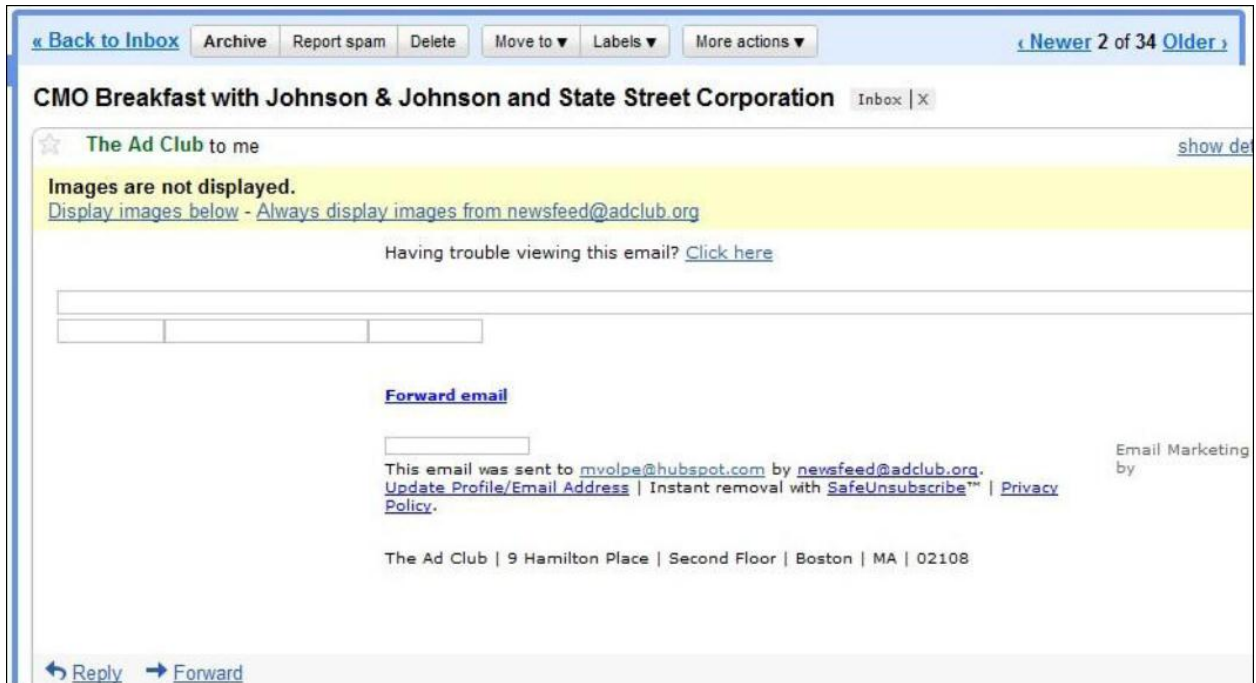 « Back to Inbox Archive Report spam Delete Move to ▼ Labels ▼ More actions ▼ ‹ Newer 2 of 34 Older ›
CMO Breakfast with Johnson & Johnson and State Street Corporation Inbox | X
The Ad Club to me show det
Images are not displayed.
Display images below - Always display images from newsfeed@adclub.org
Having trouble viewing this email? Click here
Forward email
This email was sent to mvolpe@hubspot.com by newsfeed@adclub.org.
Update Profile/Email Address | Instant removal with SafeUnsubscribe™ | Privacy
Policy.
Email Marketing
by
The Ad Club | 9 Hamilton Place | Second Floor | Boston | MA | 02108
Reply Forward